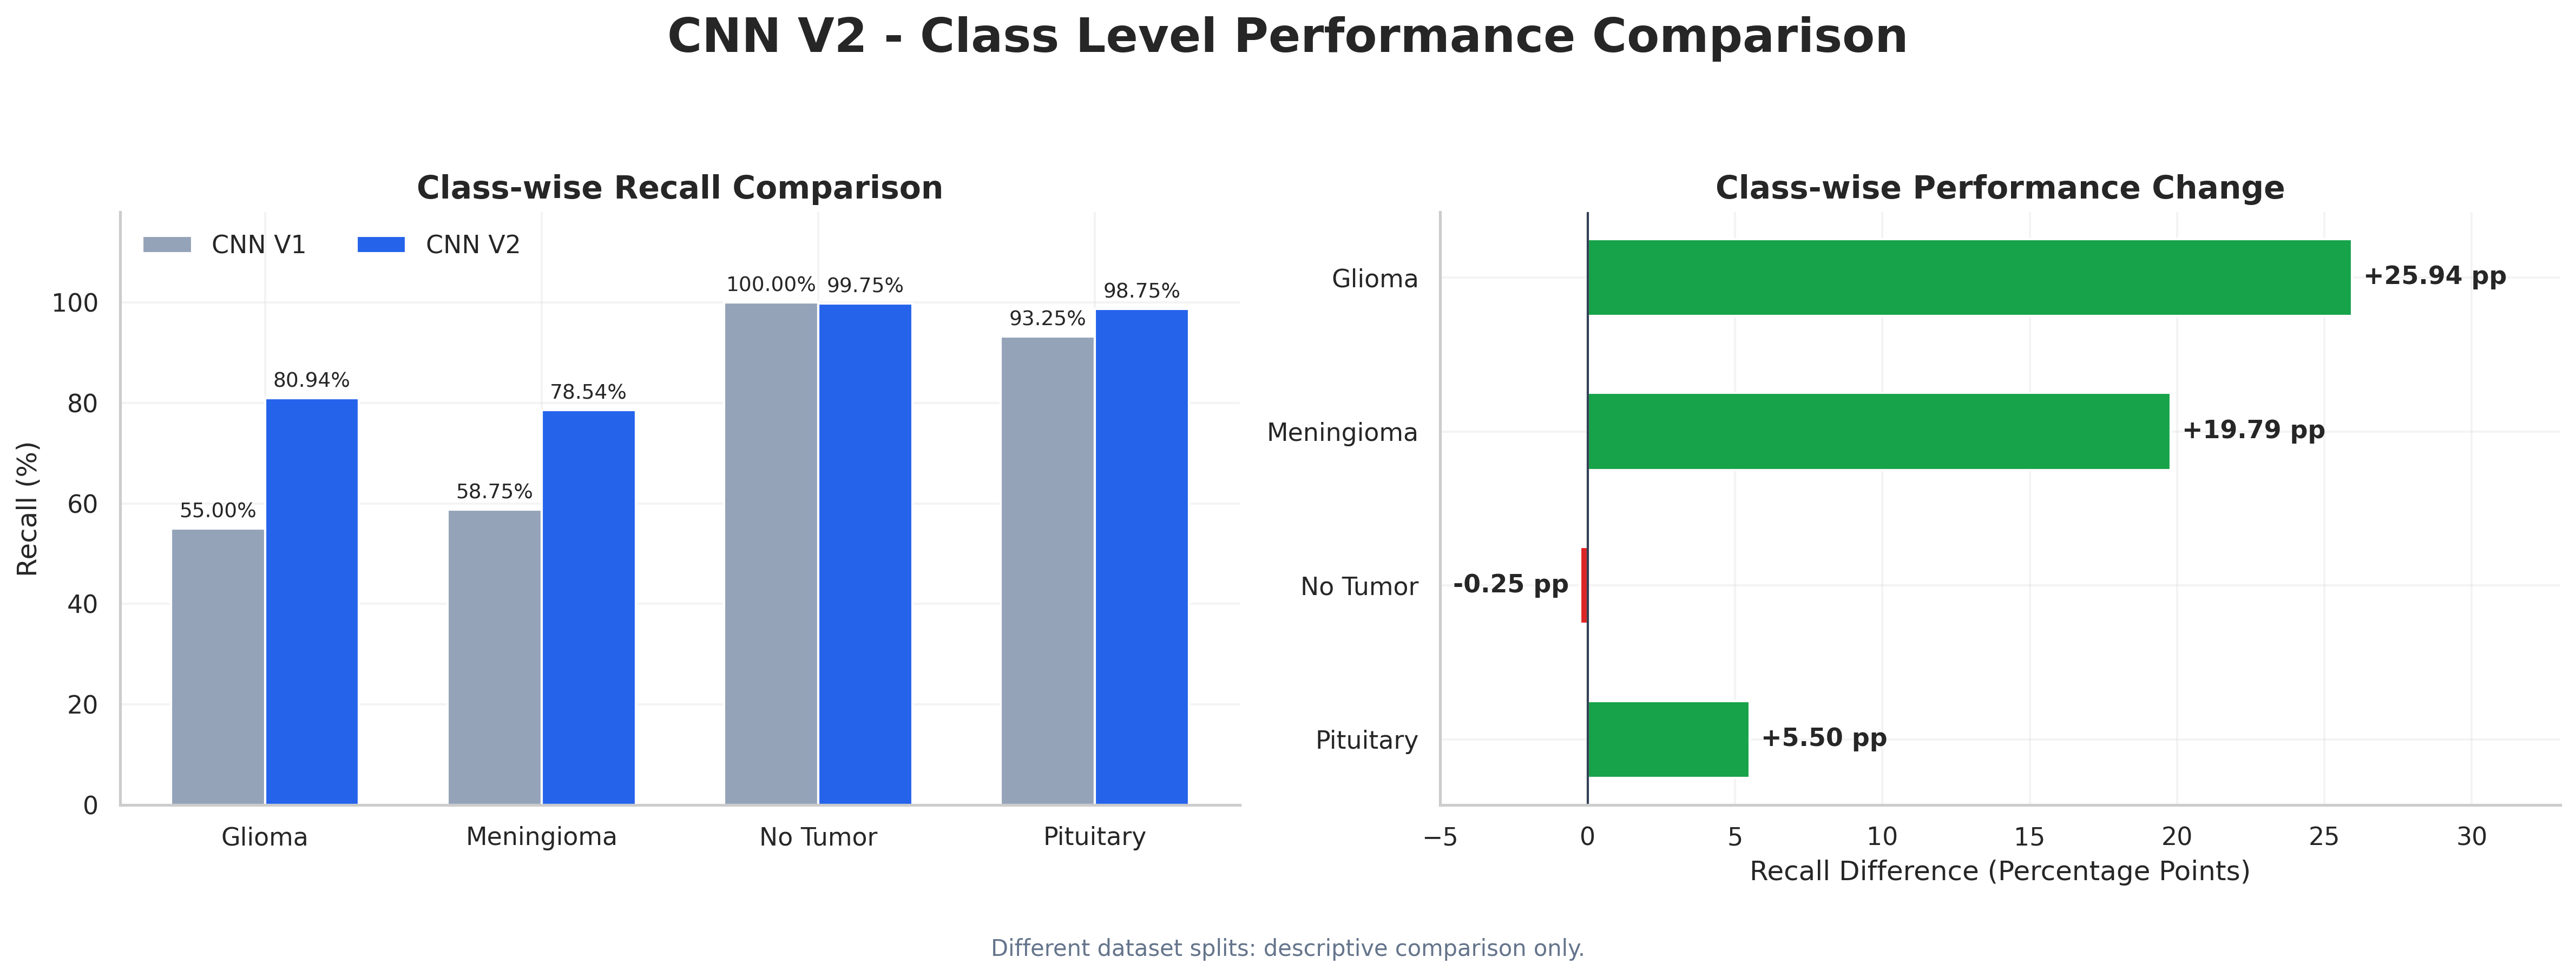 CNN V2 - Class Level Performance Comparison
Class-wise Recall Comparison
CNN V1
CNN V2
Recall (%)
100
80
60
40
20
0
55.00%
80.94%
58.75%
78.54%
100.00%
99.75%
93.25%
98.75%
Glioma
Meningioma
No Tumor
Pituitary
Class-wise Performance Change
Glioma
+25.94 pp
Meningioma
+19.79 pp
No Tumor
-0.25 pp
Pituitary
+5.50 pp
−5
0
5
10
15
20
25
30
Recall Difference (Percentage Points)
Different dataset splits: descriptive comparison only.